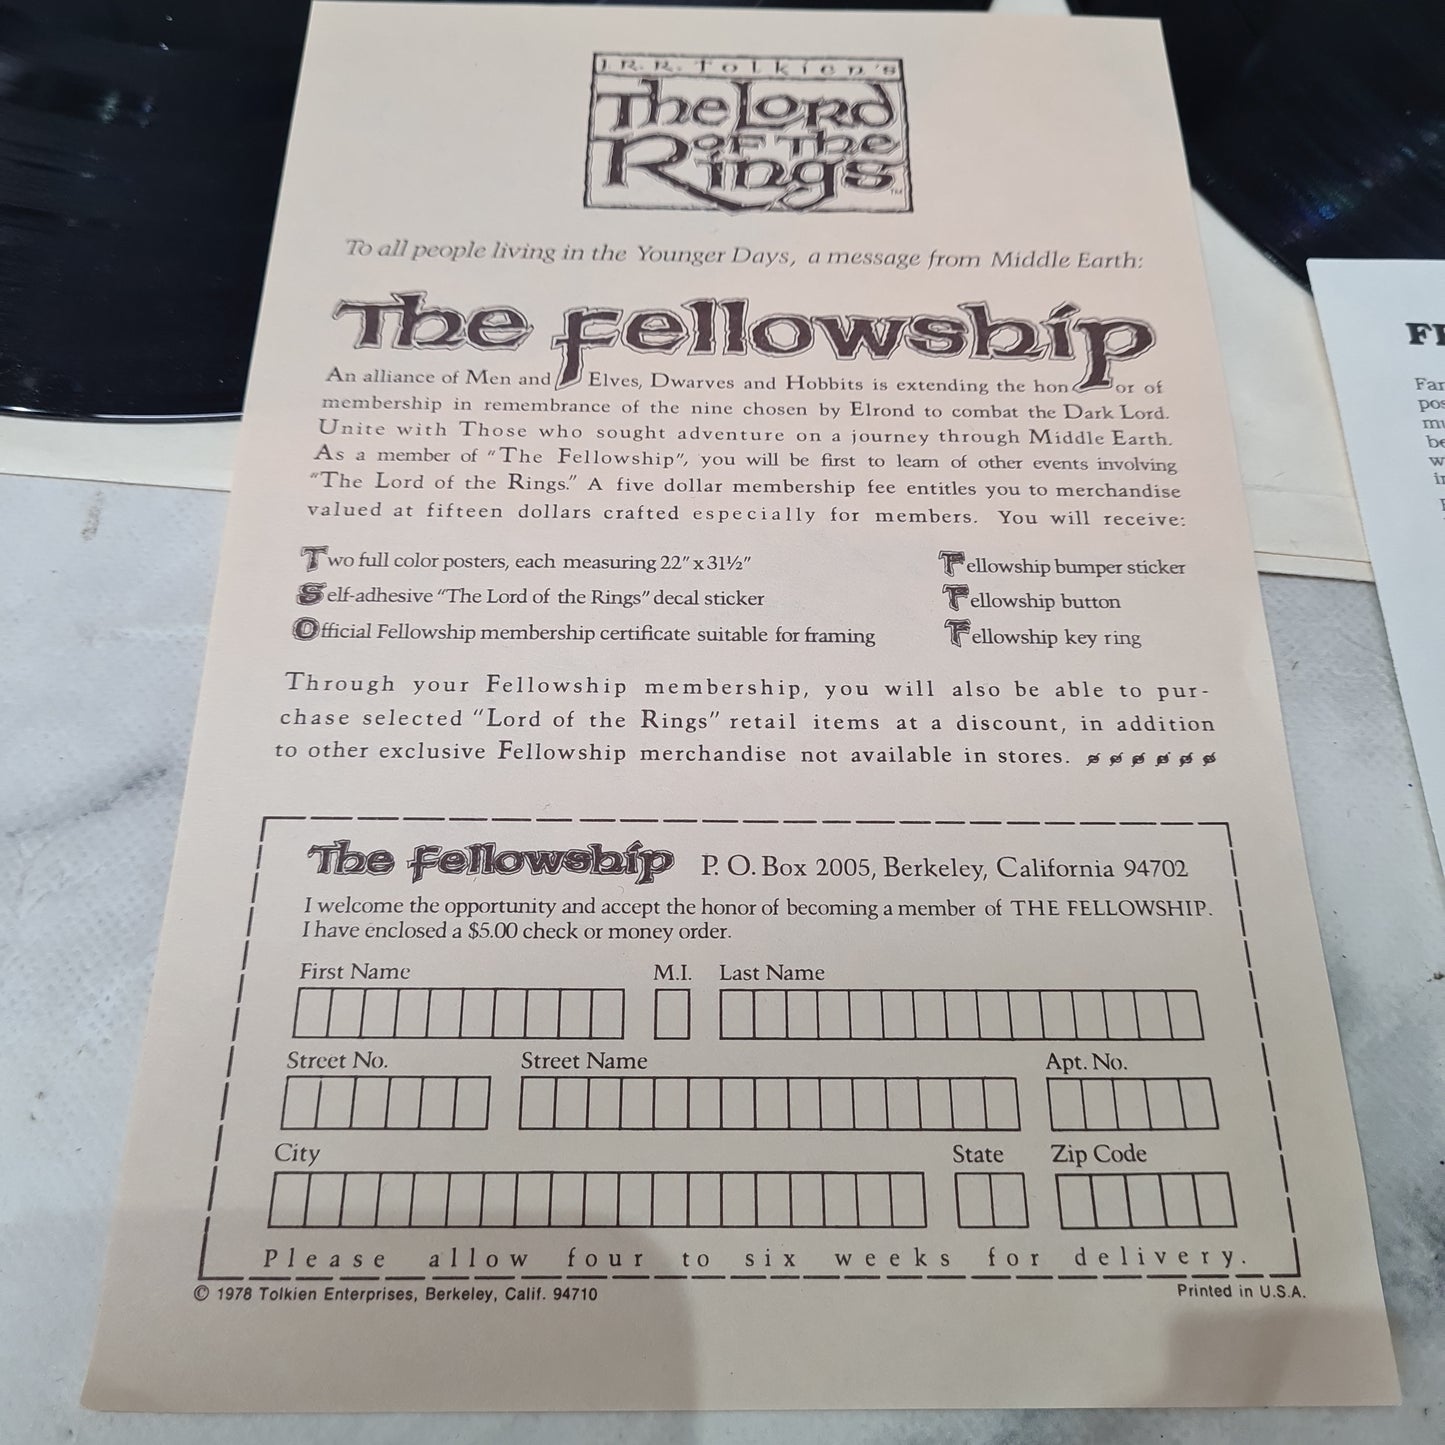 J.R.R. Tolkien's
The Lord
of the
Rings™
To all people living in the Younger Days, a message from Middle Earth:
The Fellowship
An alliance of Men and Elves, Dwarves and Hobbits is extending the honor of
membership in remembrance of the nine chosen by Elrond to combat the Dark Lord.
Unite with Those who sought adventure on a journey through Middle Earth.
As a member of "The Fellowship", you will be first to learn of other events involving
"The Lord of the Rings." A five dollar membership fee entitles you to merchandise
valued at fifteen dollars crafted especially for members. You will receive:
Two full color posters, each measuring 22" x 31½"
Self-adhesive "The Lord of the Rings" decal sticker
Official Fellowship membership certificate suitable for framing
Fellowship bumper sticker
Fellowship button
Fellowship key ring
Through your Fellowship membership, you will also be able to pur-
chase selected "Lord of the Rings" retail items at a discount, in addition
to other exclusive Fellowship merchandise not available in stores.
The Fellowship P. O. Box 2005, Berkeley, California 94702
I welcome the opportunity and accept the honor of becoming a member of THE FELLOWSHIP.
I have enclosed a $5.00 check or money order.
First Name M.I. Last Name
Street No. Street Name Apt. No.
City State Zip Code
Please allow four to six weeks for delivery.
© 1978 Tolkien Enterprises, Berkeley, Calif. 94710 Printed in U.S.A.